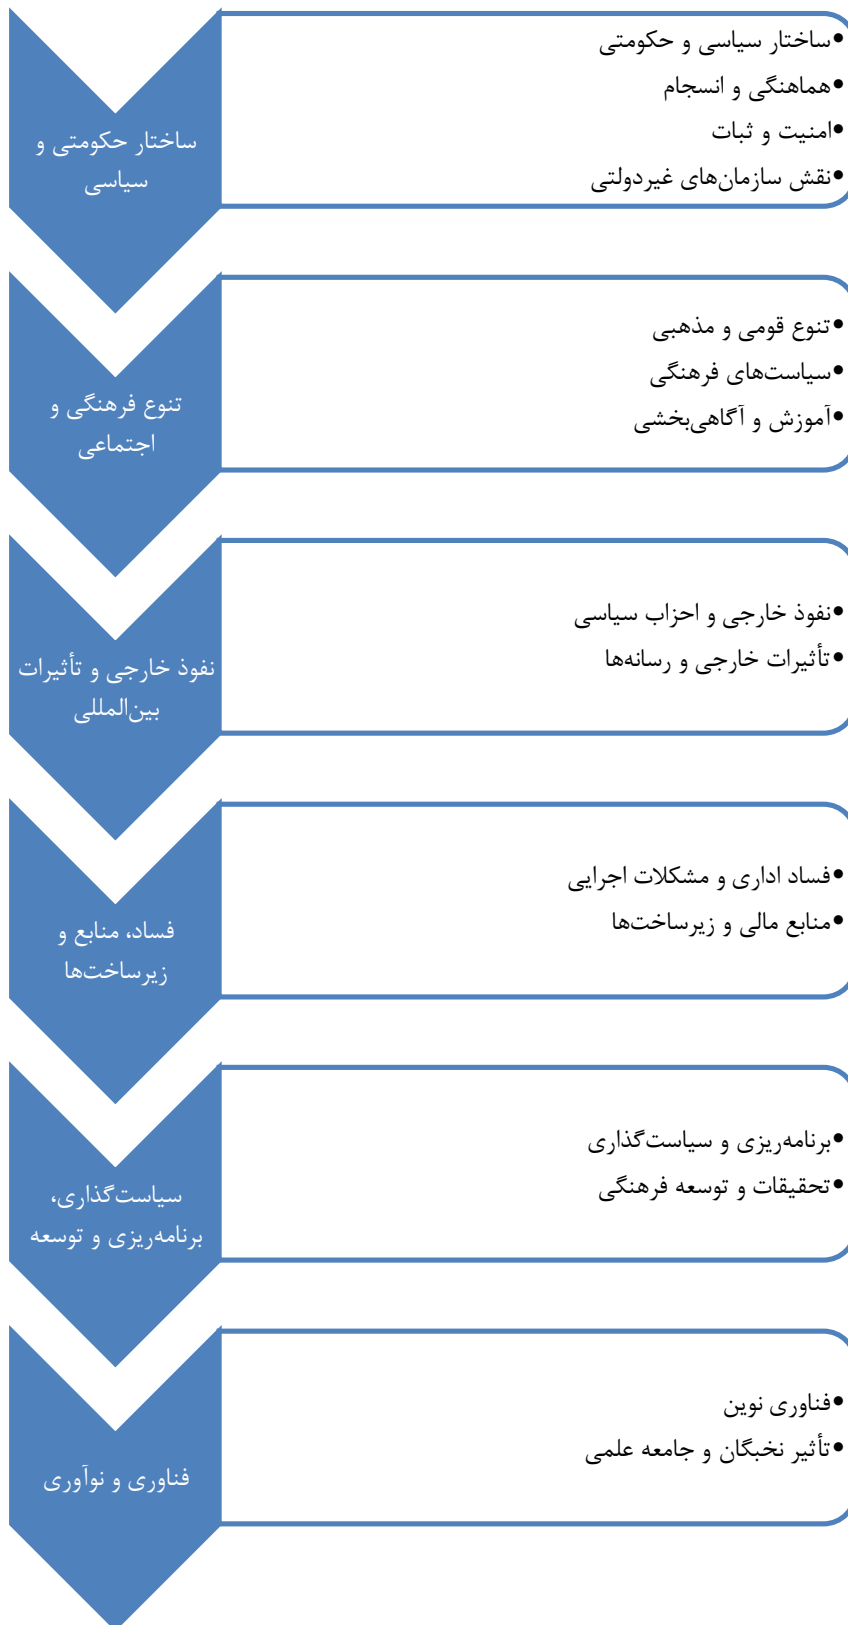 ساختار حکومتی و
سیاسی
•ساختار سیاسی و حکومتی
•هماهنگی و انسجام
•امنیت و ثبات
•نقش سازمان‌های غیردولتی
تنوع فرهنگی و
اجتماعی
•تنوع قومی و مذهبی
•سیاست‌های فرهنگی
•آموزش و آگاهی‌بخشی
نفوذ خارجی و تأثیرات
بین‌المللی
•نفوذ خارجی و احزاب سیاسی
•تأثیرات خارجی و رسانه‌ها
فساد، منابع و
زیرساخت‌ها
•فساد اداری و مشکلات اجرایی
•منابع مالی و زیرساخت‌ها
سیاست‌گذاری،
برنامه‌ریزی و توسعه
•برنامه‌ریزی و سیاست‌گذاری
•تحقیقات و توسعه فرهنگی
فناوری و نوآوری
•فناوری نوین
•تأثیر نخبگان و جامعه علمی